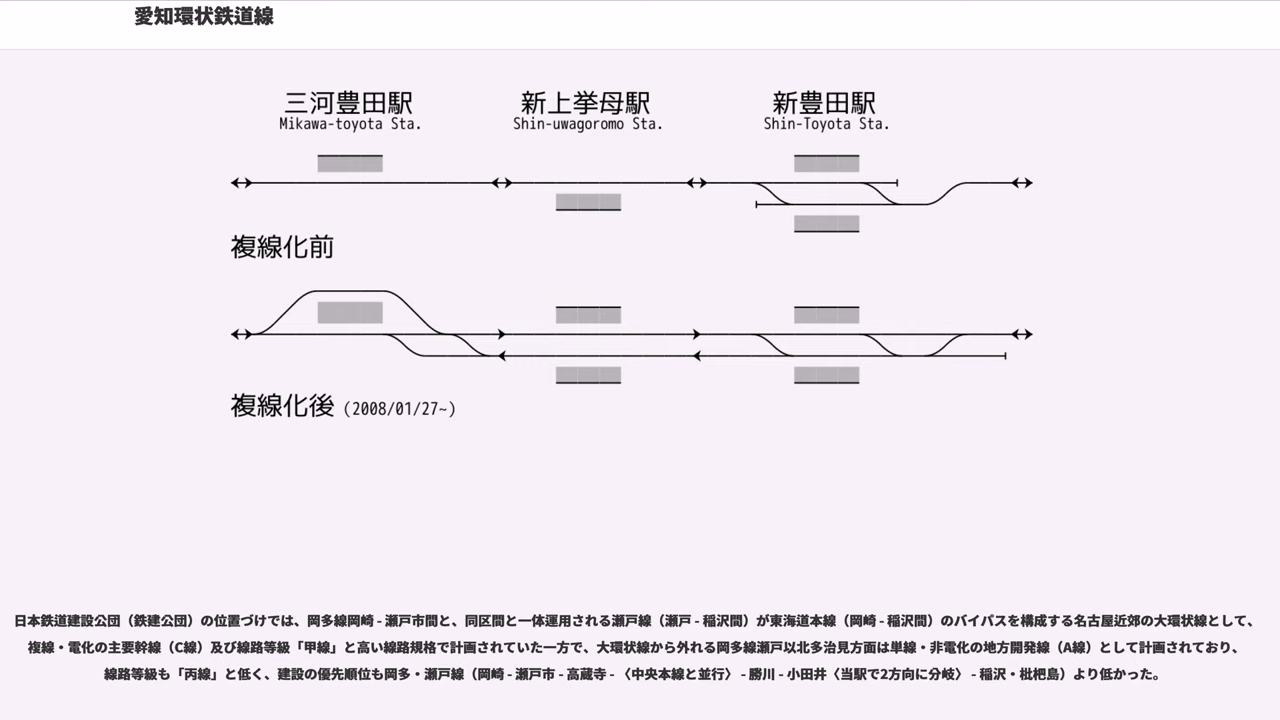 愛知環状鉄道線
三河豊田駅 新上挙母駅 新豊田駅
Mikawa-toyota Sta. Shin-uwagoromo Sta. Shin-Toyota Sta.
複線化前
複線化後 (2008/01/27~)
日本鉄道建設公団（鉄建公団）の位置づけでは、岡多線岡崎 - 瀬戸市間と、同区間と一体運用される瀬戸線（瀬戸 - 稲沢間）が東海道本線（岡崎 - 稲沢間）のバイパスを構成する名古屋近郊の大環状線として、
複線・電化の主要幹線（C線）及び線路等級「甲線」と高い線路規格で計画されていた一方で、大環状線から外れる岡多線瀬戸以北多治見方面は単線・非電化の地方開発線（A線）として計画されており、
線路等級も「丙線」と低く、建設の優先順位も岡多・瀬戸線（岡崎 - 瀬戸市 - 高蔵寺 - 〈中央本線と並行〉 - 勝川 - 小田井〈当駅で2方向に分岐〉 - 稲沢・枇杷島）より低かった。